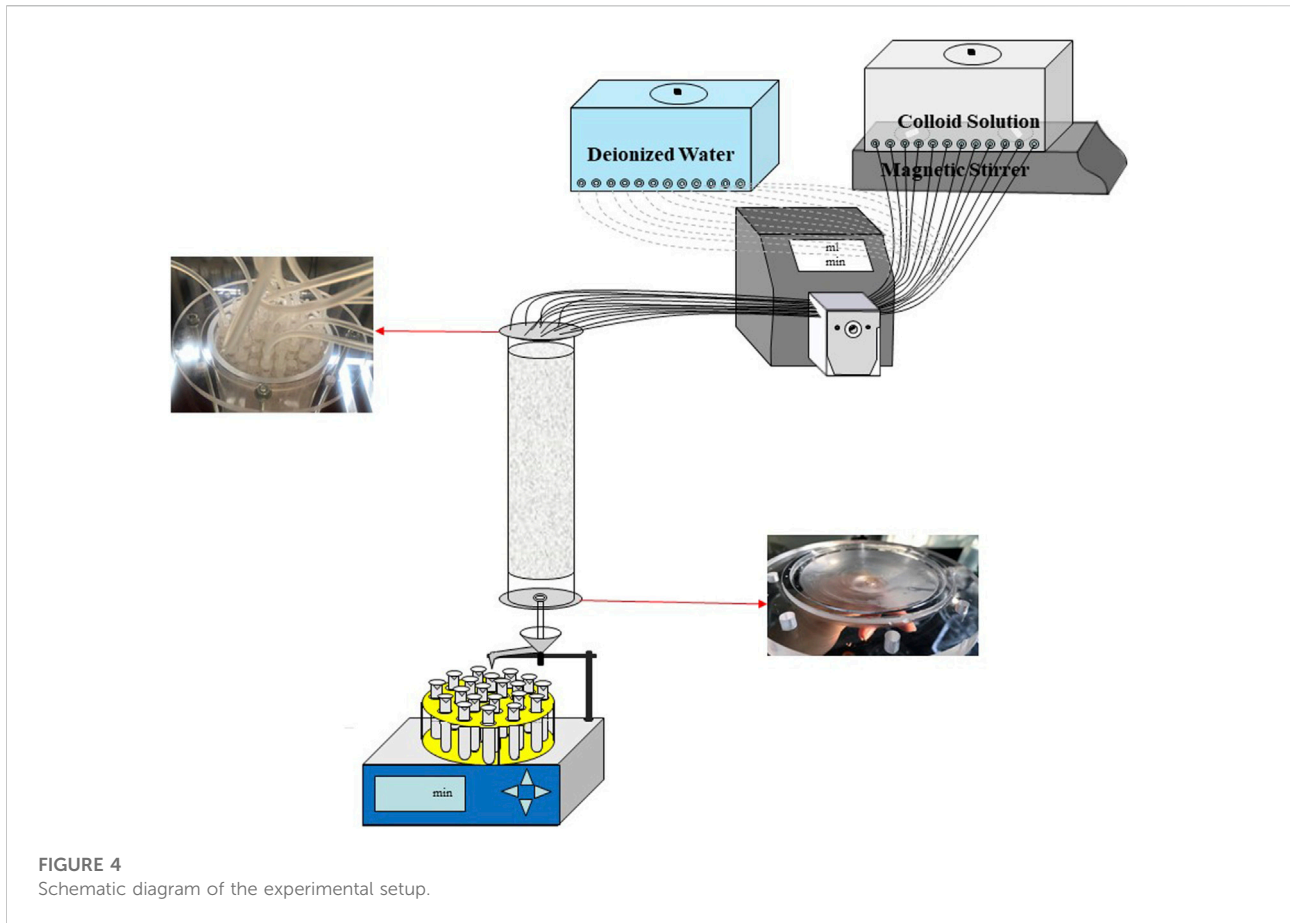 Colloid Solution
Deionized Water
Magnetic Stirrer
ml
min
min
FIGURE 4
Schematic diagram of the experimental setup.